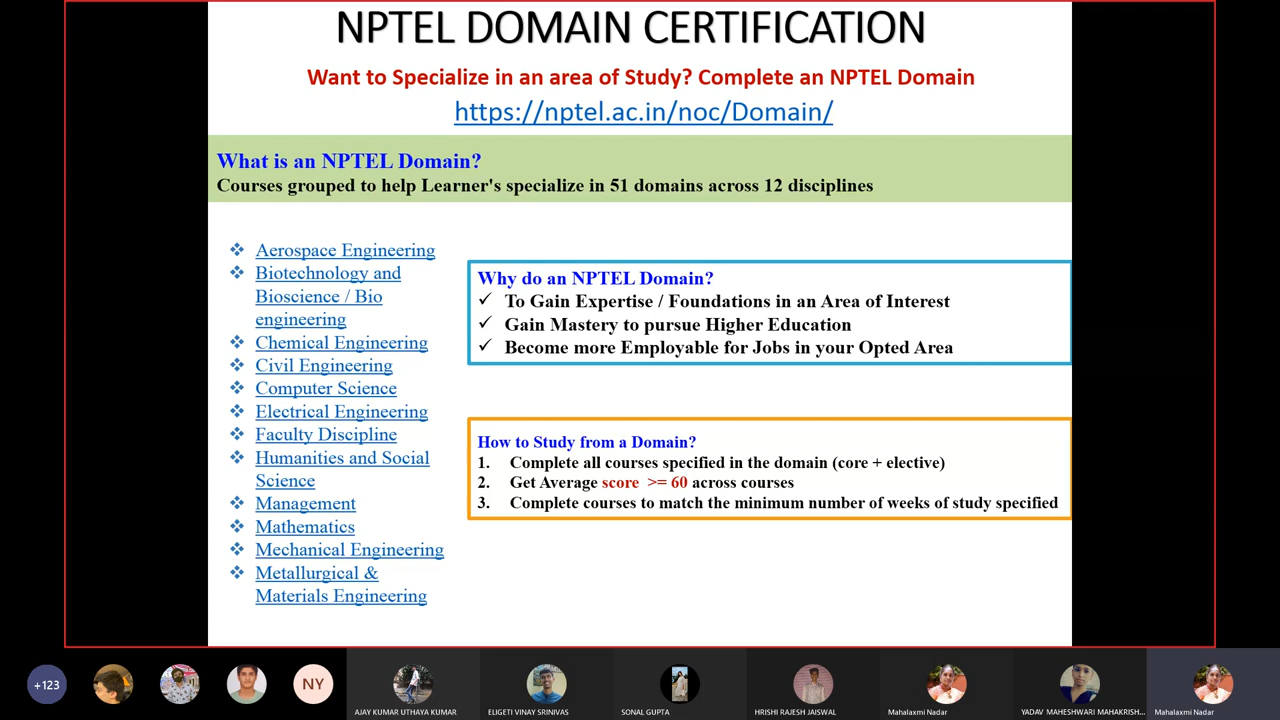 NPTEL DOMAIN CERTIFICATION
Want to Specialize in an area of Study? Complete an NPTEL Domain
https://nptel.ac.in/noc/Domain/
What is an NPTEL Domain?
Courses grouped to help Learner's specialize in 51 domains across 12 disciplines
Aerospace Engineering
Biotechnology and
Bioscience / Bio
engineering
Chemical Engineering
Civil Engineering
Computer Science
Electrical Engineering
Faculty Discipline
Humanities and Social
Science
Management
Mathematics
Mechanical Engineering
Metallurgical &
Materials Engineering
Why do an NPTEL Domain?
✓ To Gain Expertise / Foundations in an Area of Interest
✓ Gain Mastery to pursue Higher Education
✓ Become more Employable for Jobs in your Opted Area
How to Study from a Domain?
1. Complete all courses specified in the domain (core + elective)
2. Get Average score >= 60 across courses
3. Complete courses to match the minimum number of weeks of study specified
+123
NY
AJAY KUMAR UTHAYA KUMAR
ELIGETI VINAY SRINIVAS
SONAL GUPTA
HRISHI RAJESH JAISWAL
Mahalaxmi Nadar
YADAV MAHESHWARI MAHAKRISH...
Mahalaxmi Nadar